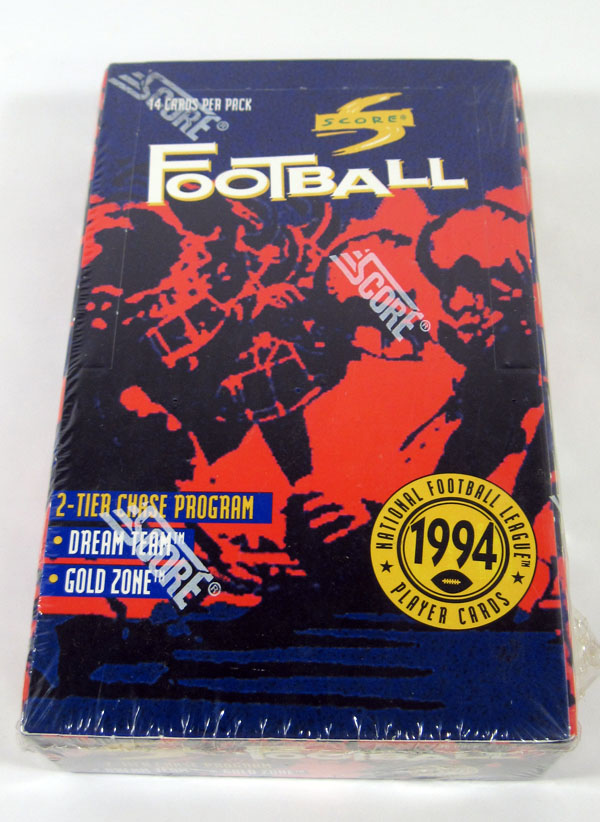 14 CARDS PER PACK
SCORE®
SCORE®
FOOTBALL
SCORE®
2-TIER CHASE PROGRAM
• DREAM TEAM™
• GOLD ZONE™
SCORE®
NATIONAL FOOTBALL LEAGUE™
1994
★ PLAYER CARDS ★
FOOTBALL